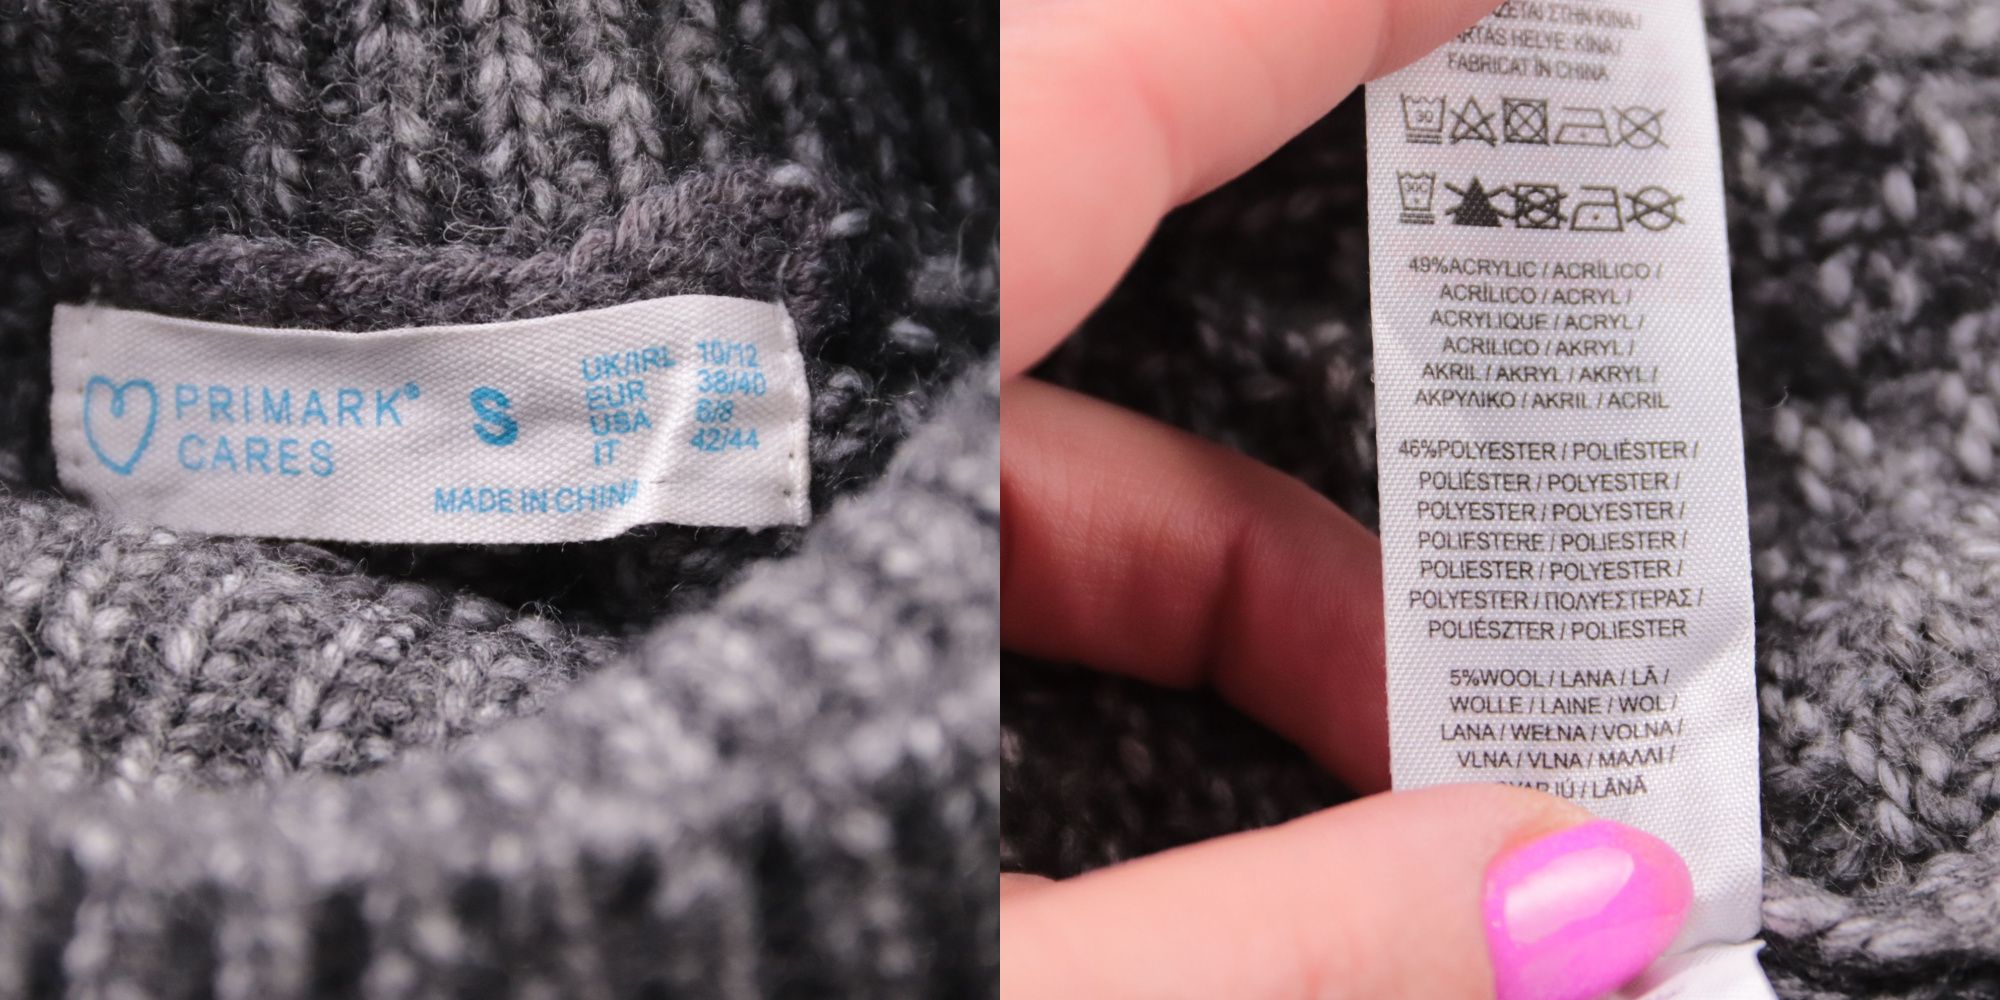 PRIMARK®
CARES
S
UK/IRL 10/12
EUR 38/40
USA 6/8
IT 42/44
MADE IN CHINA
ΣΤΗΝ ΚΙΝΑ /
HELYE: KÍNA /
FABRICAT ÎN CHINA
30
30C
49%ACRYLIC / ACRÍLICO /
ACRÍLICO / ACRYL /
ACRYLIQUE / ACRYL /
ACRILICO / AKRYL /
AKRIL / AKRYL / AKRYL /
ΑΚΡΥΛΙΚΟ / AKRIL / ACRIL
46%POLYESTER / POLIÉSTER /
POLIÉSTER / POLYESTER /
POLYESTER / POLYESTER /
POLIESTERE / POLIESTER /
POLIESTER / POLYESTER /
POLYESTER / ΠΟΛΥΕΣΤΕΡΑΣ /
POLIÉSZTER / POLIESTER
5%WOOL / LANA / LÃ /
WOLLE / LAINE / WOL /
LANA / WEŁNA / VOLNA /
VLNA / VLNA / ΜΑΛΛΙ /
/ LÂNĂ